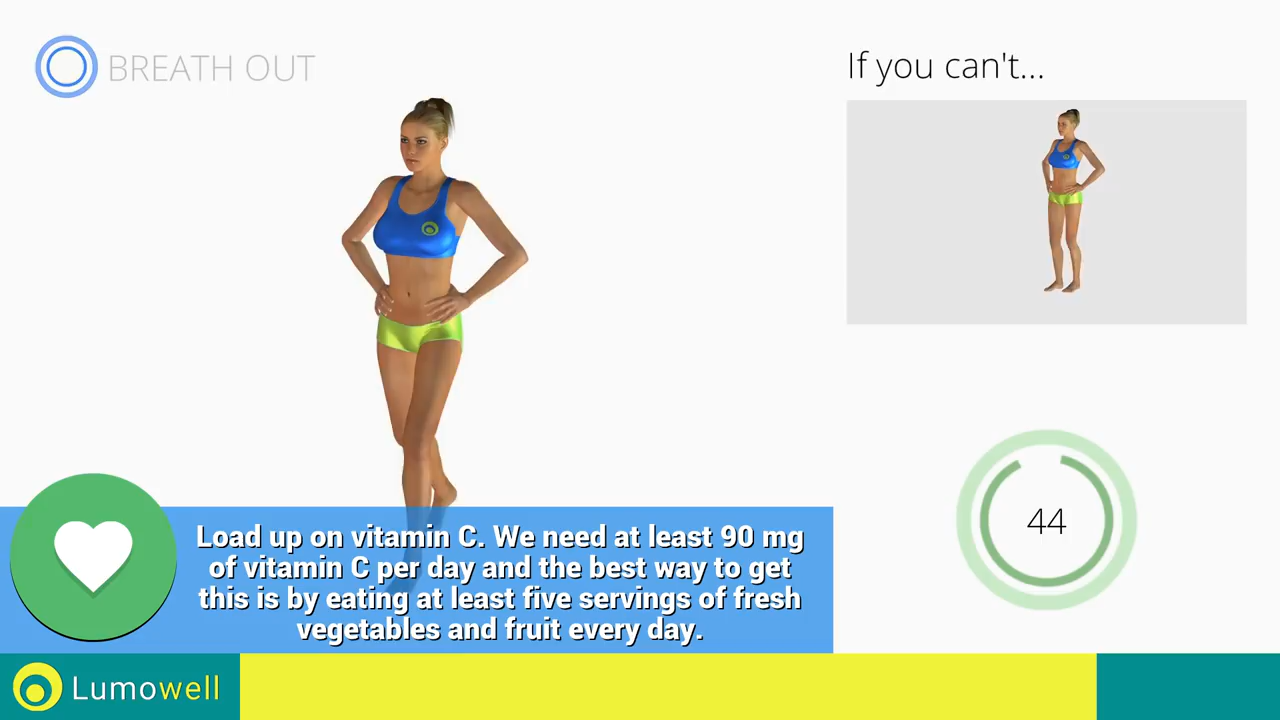 BREATH OUT
If you can't...
44
Load up on vitamin C. We need at least 90 mg
of vitamin C per day and the best way to get
this is by eating at least five servings of fresh
vegetables and fruit every day.
Lumowell